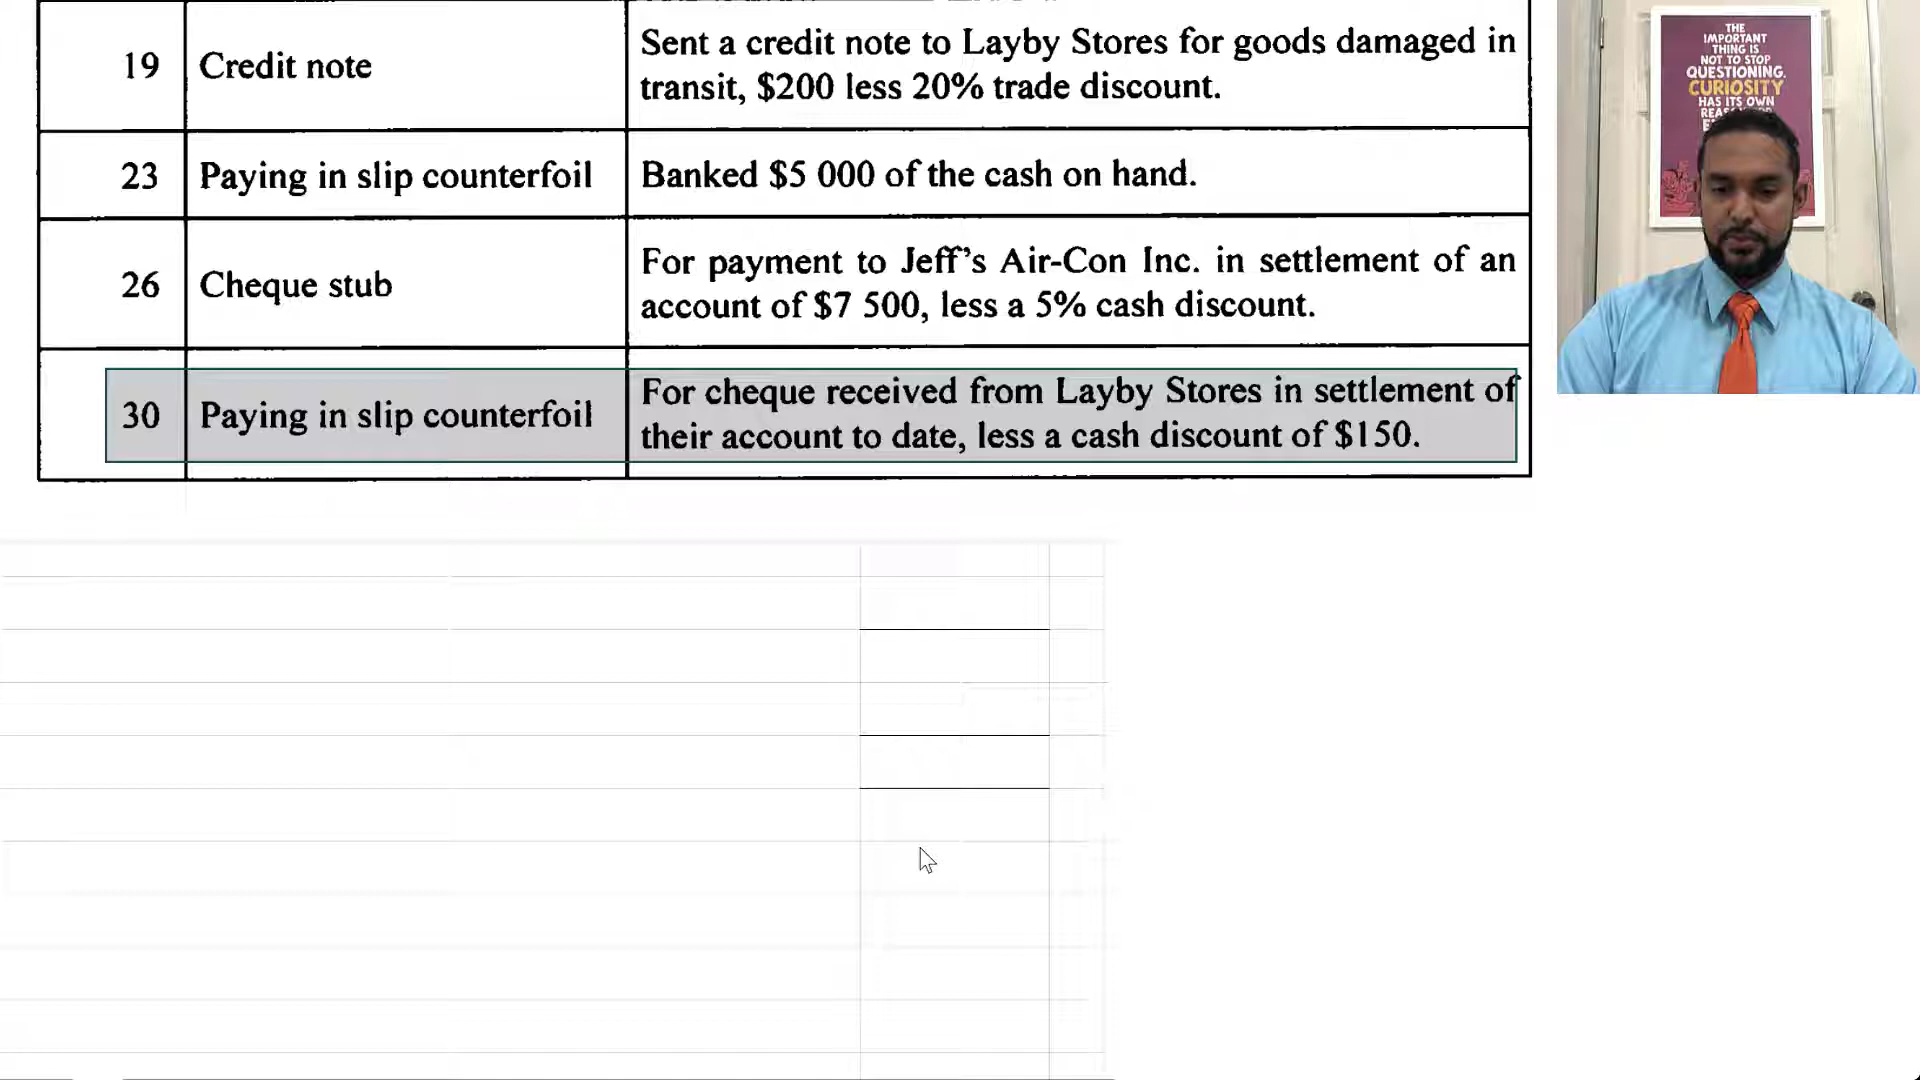 19 Credit note Sent a credit note to Layby Stores for goods damaged in
transit, $200 less 20% trade discount.
23 Paying in slip counterfoil Banked $5 000 of the cash on hand.
26 Cheque stub For payment to Jeff's Air-Con Inc. in settlement of an
account of $7 500, less a 5% cash discount.
30 Paying in slip counterfoil For cheque received from Layby Stores in settlement of
their account to date, less a cash discount of $150.
THE
IMPORTANT
THING IS
NOT TO STOP
QUESTIONING.
CURIOSITY
HAS ITS OWN